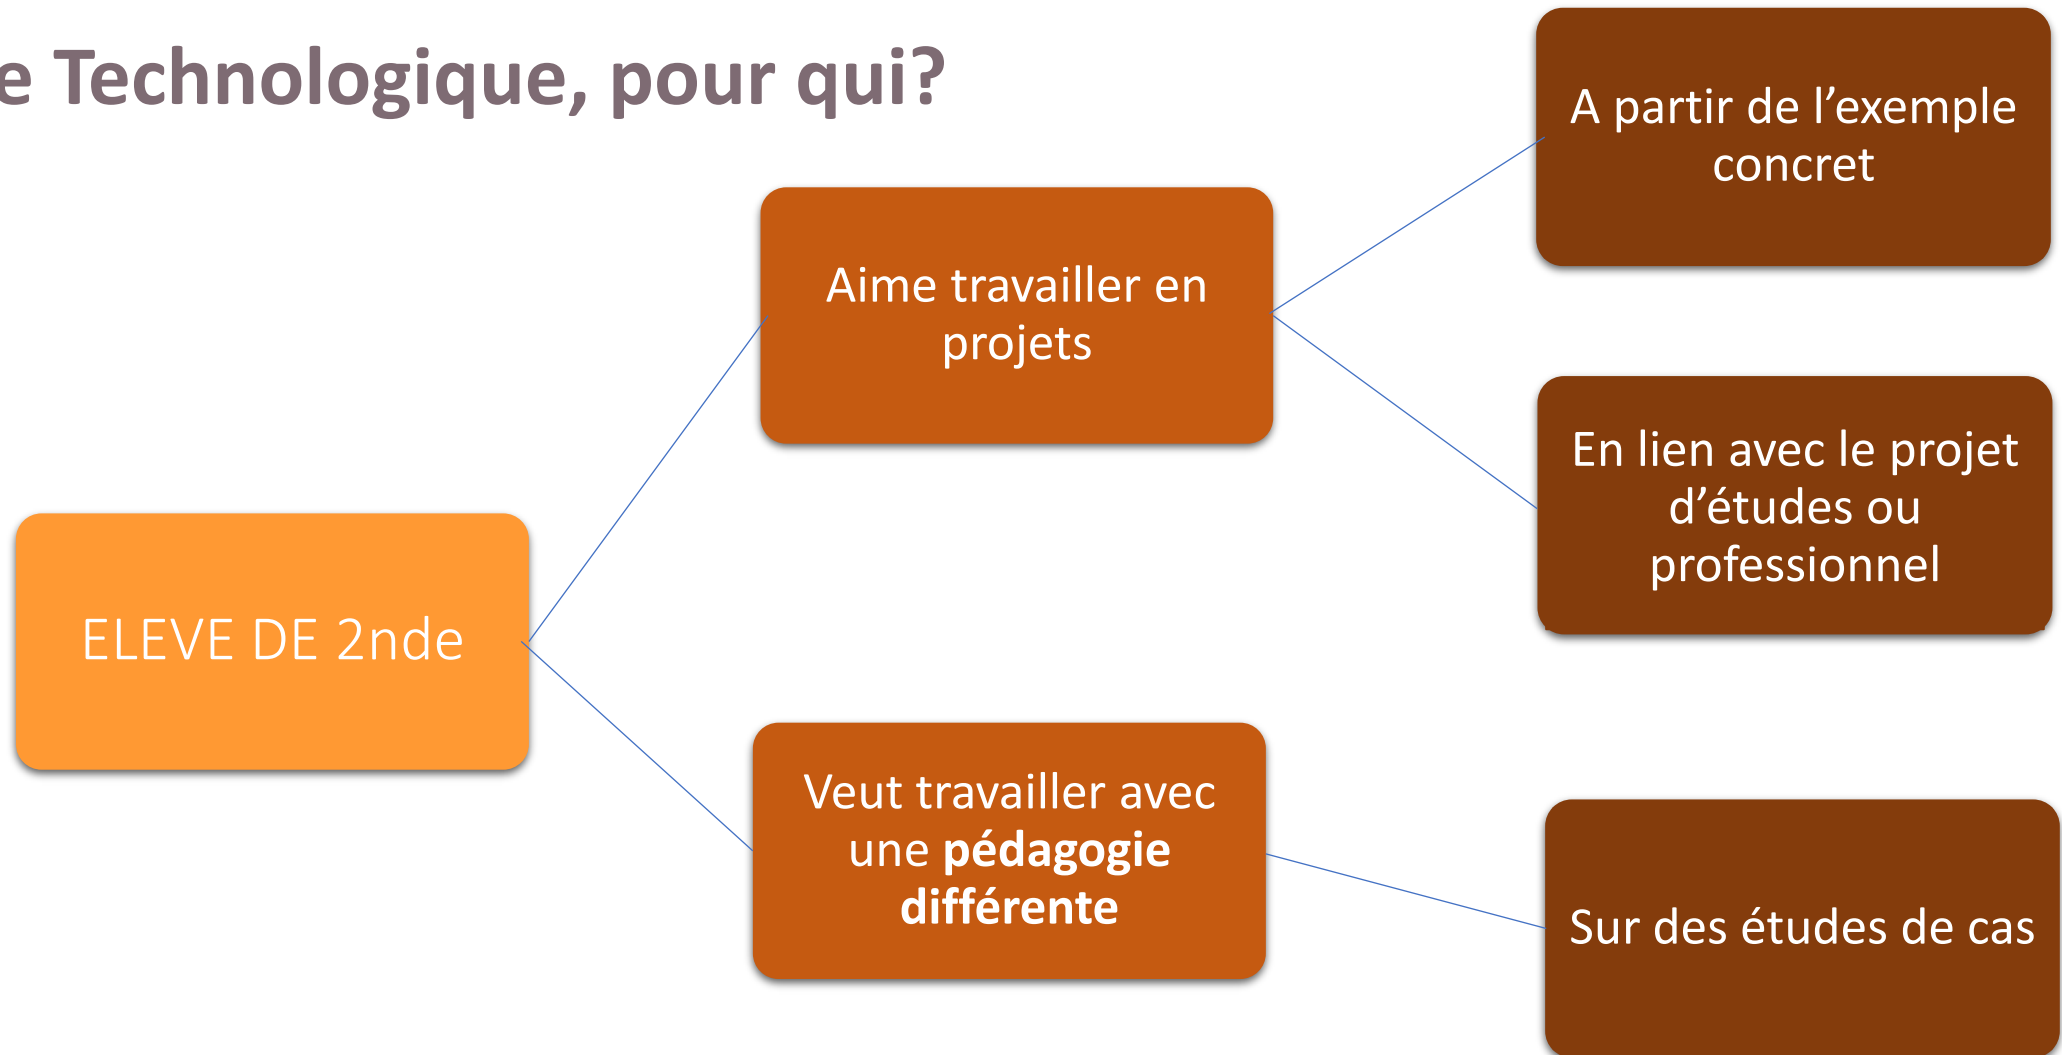 e Technologique, pour qui?
A partir de l’exemple
concret
Aime travailler en
projets
En lien avec le projet
d’études ou
professionnel
ELEVE DE 2nde
Veut travailler avec
une pédagogie
différente
Sur des études de cas